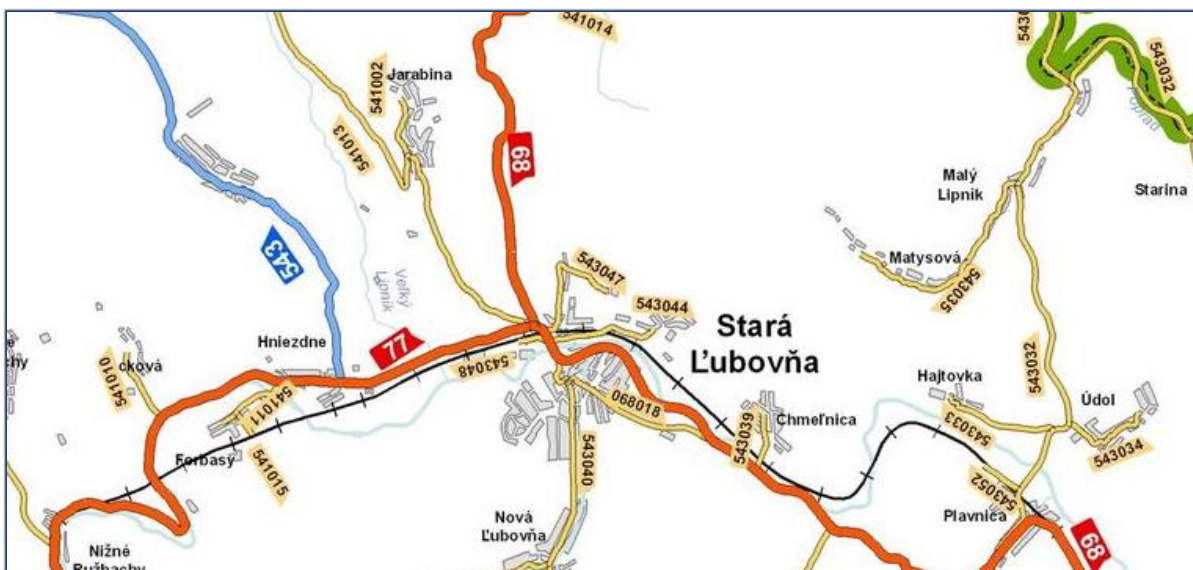 541014
543032
Jarabina
541002
541013
68
Poprad
Malý
Lipník
Starina
543
Veľký
Lipník
543047
Matysová
543035
543044
Stará
Ľubovňa
Hniezdne
77
543048
541010
543032
Hajtovka
Údol
541011
068018
Chmeľnica
543039
543033
543034
Forbasy
541015
543040
543052
Plavnica
Nová
Ľubovňa
68
Nižné
Ružbachy